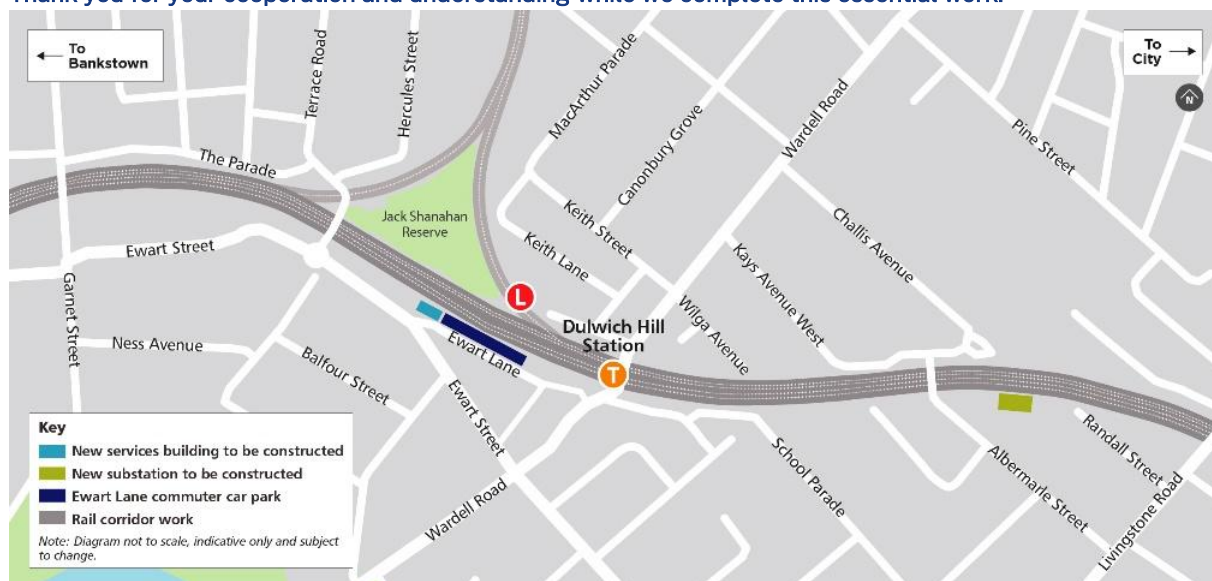 Thank you for your cooperation and understanding while we complete this essential work.
To
Bankstown
To
City
N
Terrace Road
Hercules Street
MacArthur Parade
Canonbury Grove
Wardell Road
Pine Street
The Parade
Jack Shanahan
Reserve
Keith Street
Keith Lane
Challis Avenue
Kays Avenue West
Wilga Avenue
Ewart Street
Garnet Street
L
Dulwich Hill
Station
T
Ness Avenue
Balfour Street
Ewart Lane
Ewart Street
Wardell Road
School Parade
Albermarle Street
Randall Street
Livingstone Road
Key
New services building to be constructed
New substation to be constructed
Ewart Lane commuter car park
Rail corridor work
Note: Diagram not to scale, indicative only and subject
to change.